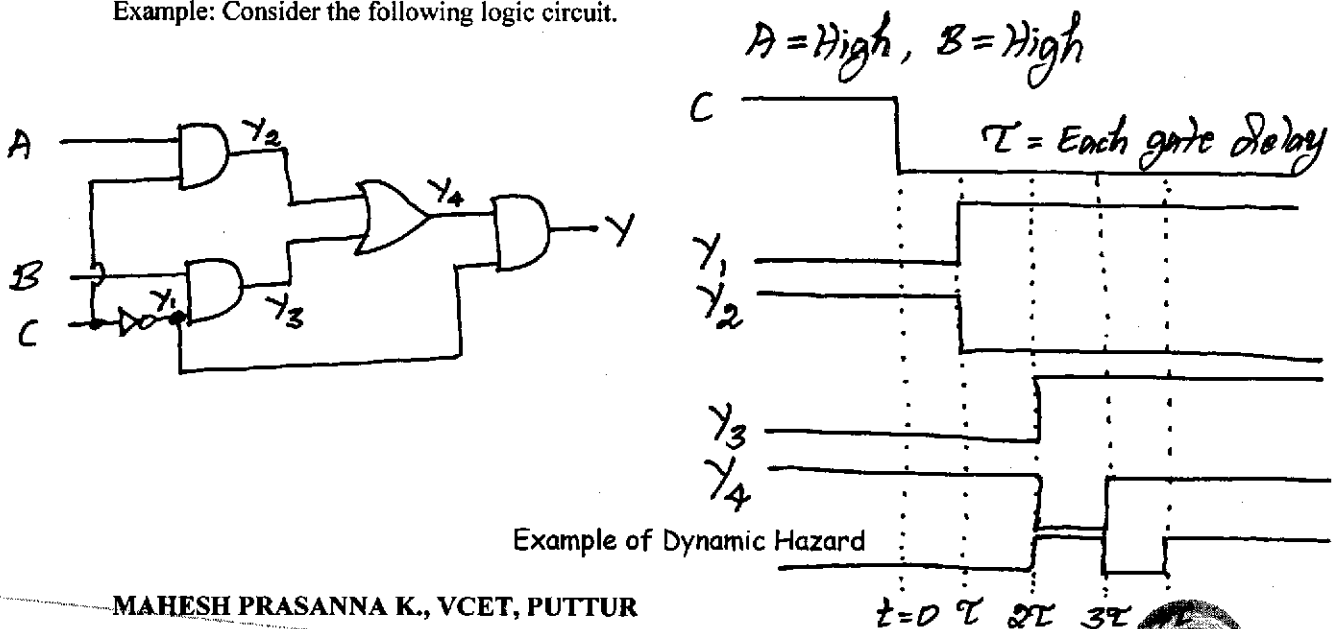 Example: Consider the following logic circuit.
A = High, B = High
C
τ = Each gate delay
A
Y2
Y4
Y
B
Y1
Y3
C
Y1
Y2
Y3
Y4
Example of Dynamic Hazard
t=0 τ 2τ 3τ
MAHESH PRASANNA K., VCET, PUTTUR